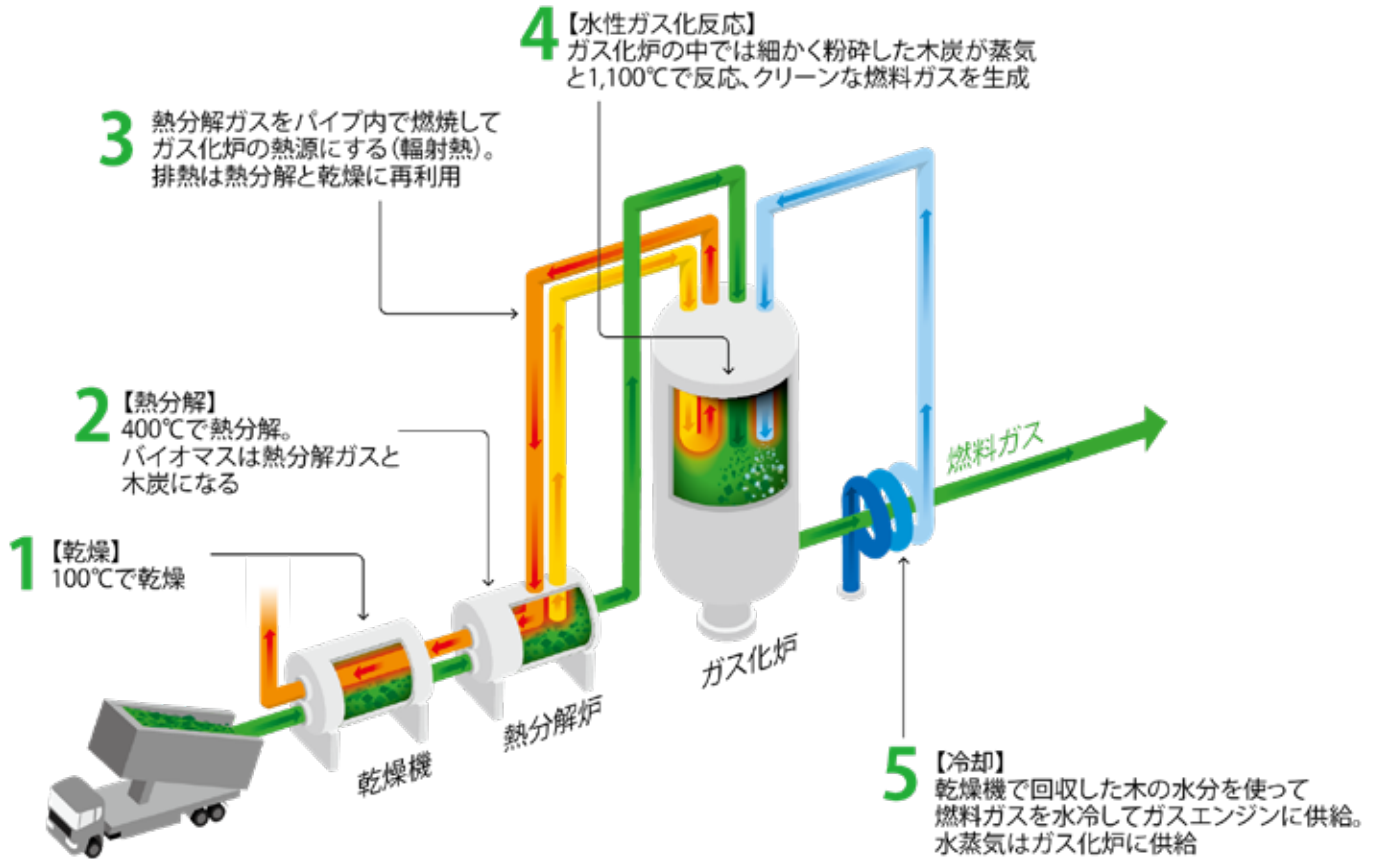 1 【乾燥】
100℃で乾燥
2 【熱分解】
400℃で熱分解。
バイオマスは熱分解ガスと
木炭になる
3 熱分解ガスをパイプ内で燃焼して
ガス化炉の熱源にする（輻射熱）。
排熱は熱分解と乾燥に再利用
4 【水性ガス化反応】
ガス化炉の中では細かく粉砕した木炭が蒸気
と1,100℃で反応、クリーンな燃料ガスを生成
5 【冷却】
乾燥機で回収した木の水分を使って
燃料ガスを水冷してガスエンジンに供給。
水蒸気はガス化炉に供給
乾燥機
熱分解炉
ガス化炉
燃料ガス